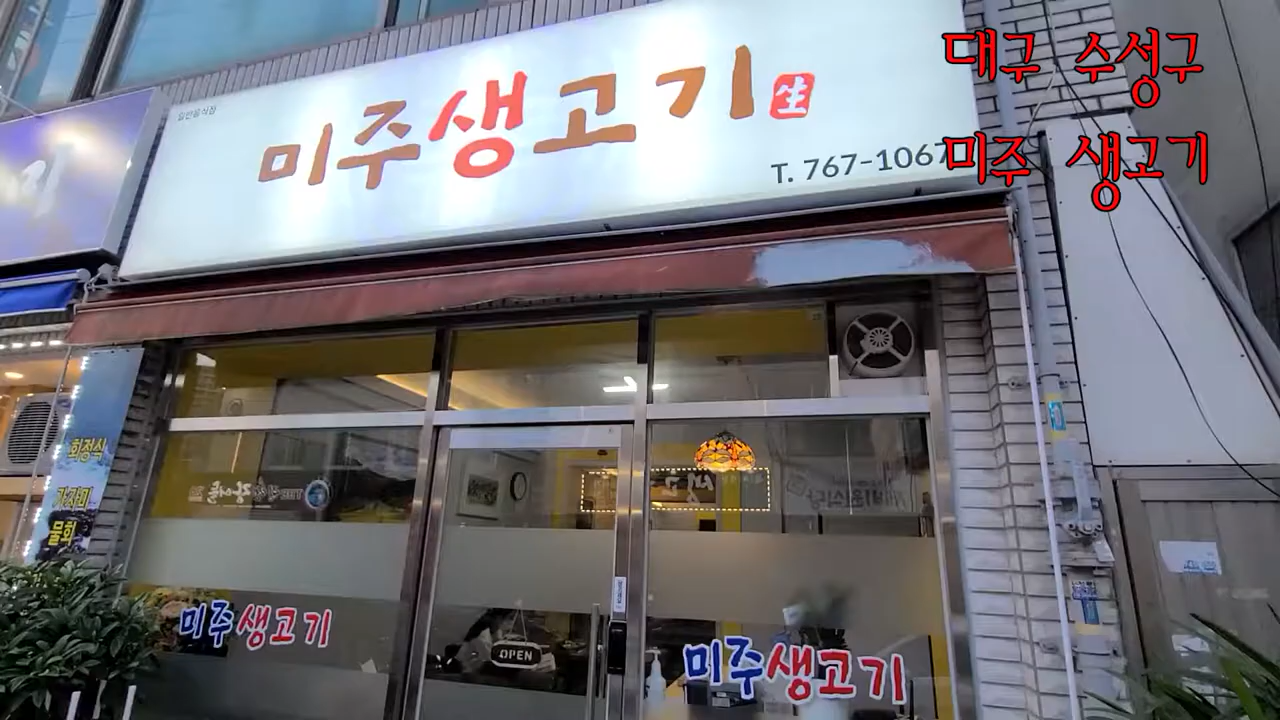 대구 수성구
미주 생고기
일반음식점
미주생고기 生
T. 767-1067
회정식
가자미
물회
미주생고기
OPEN
미주생고기